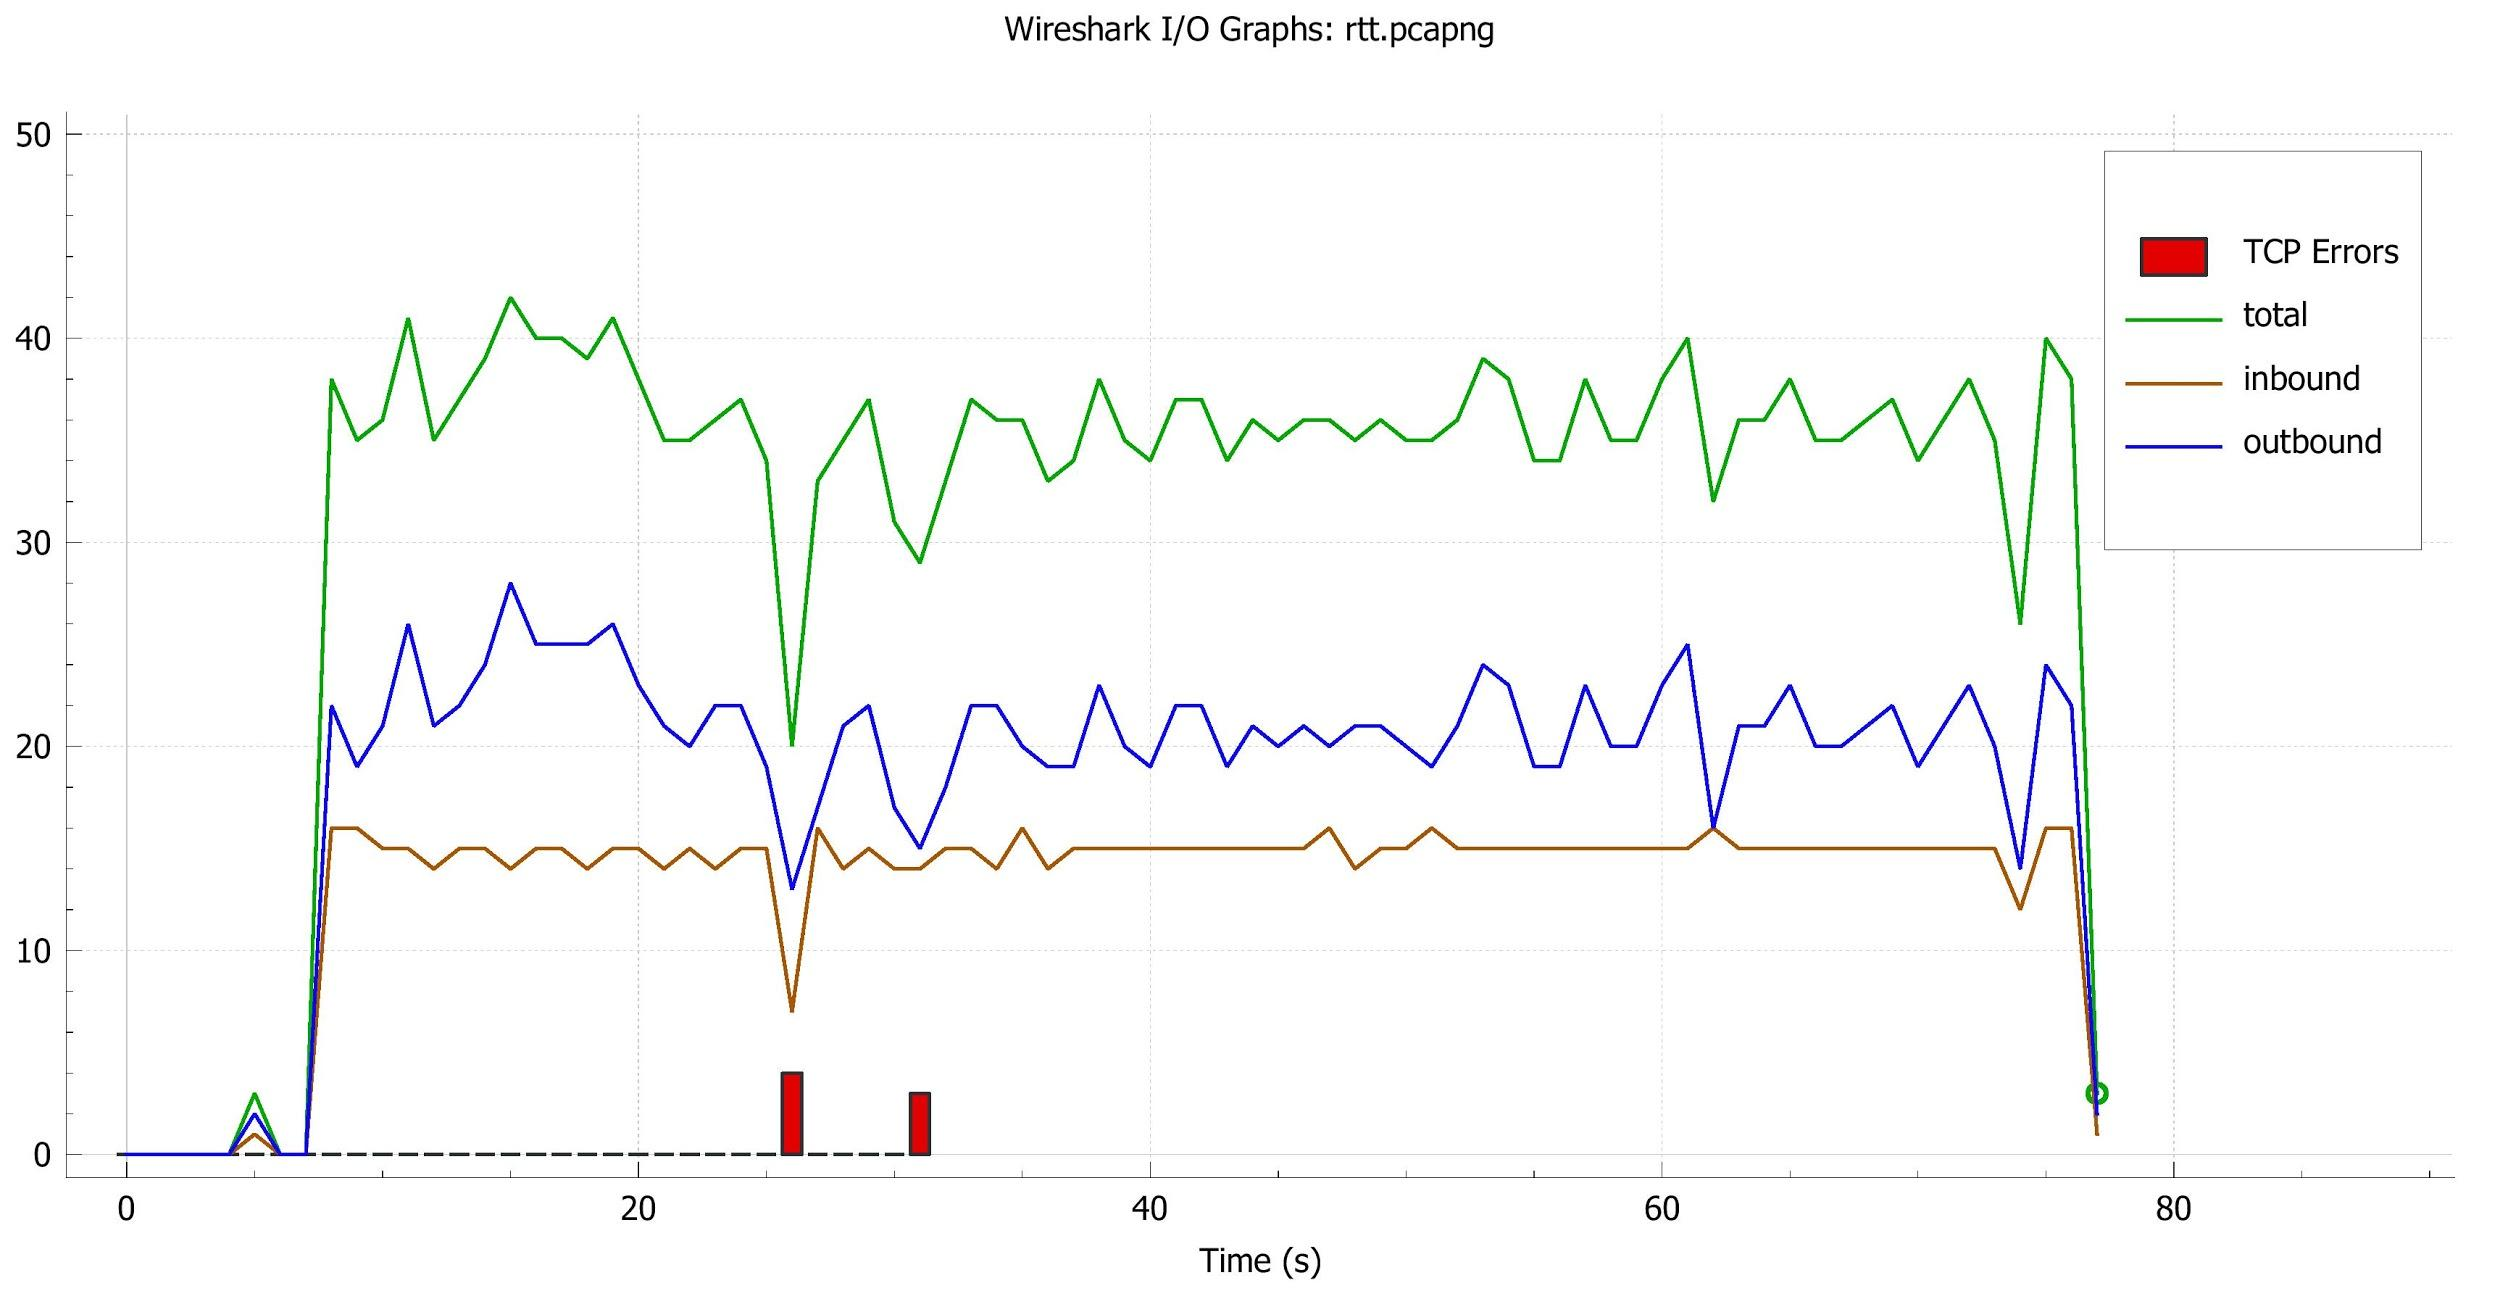 Wireshark I/O Graphs: rtt.pcapng
50
40
30
20
10
0
TCP Errors
total
inbound
outbound
0 20 40 60 80
Time (s)